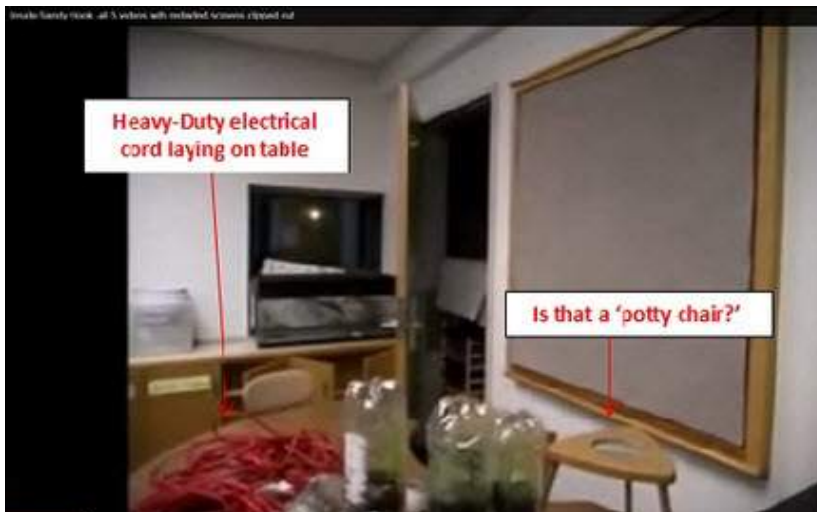 Inside Sandy Hook -all 5 videos with redacted screens clipped out
Heavy-Duty electrical
cord laying on table
Is that a 'potty chair?'